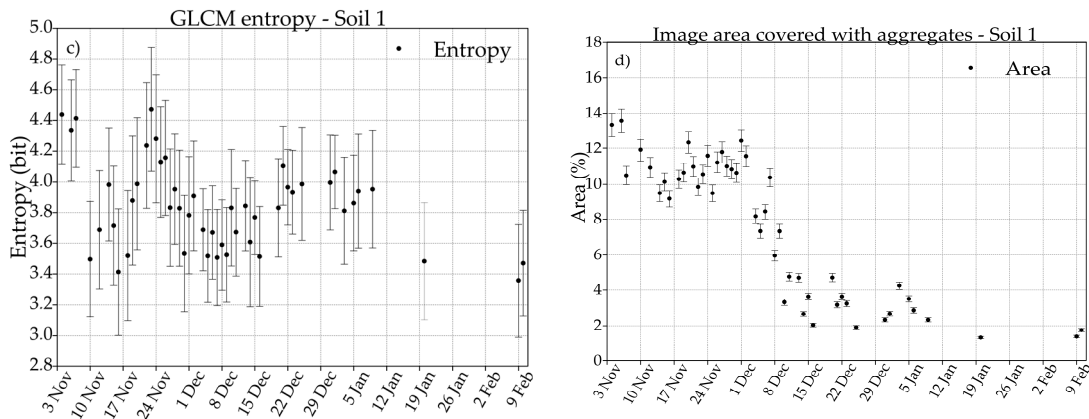 GLCM entropy - Soil 1
c)
Entropy
Entropy (bit)
5.0
4.8
4.6
4.4
4.2
4.0
3.8
3.6
3.4
3.2
3.0
2.8
3 Nov
10 Nov
17 Nov
24 Nov
1 Dec
8 Dec
15 Dec
22 Dec
29 Dec
5 Jan
12 Jan
19 Jan
26 Jan
2 Feb
9 Feb
Image area covered with aggregates - Soil 1
d)
Area
Area (%)
18
16
14
12
10
8
6
4
2
0
3 Nov
10 Nov
17 Nov
24 Nov
1 Dec
8 Dec
15 Dec
22 Dec
29 Dec
5 Jan
12 Jan
19 Jan
26 Jan
2 Feb
9 Feb